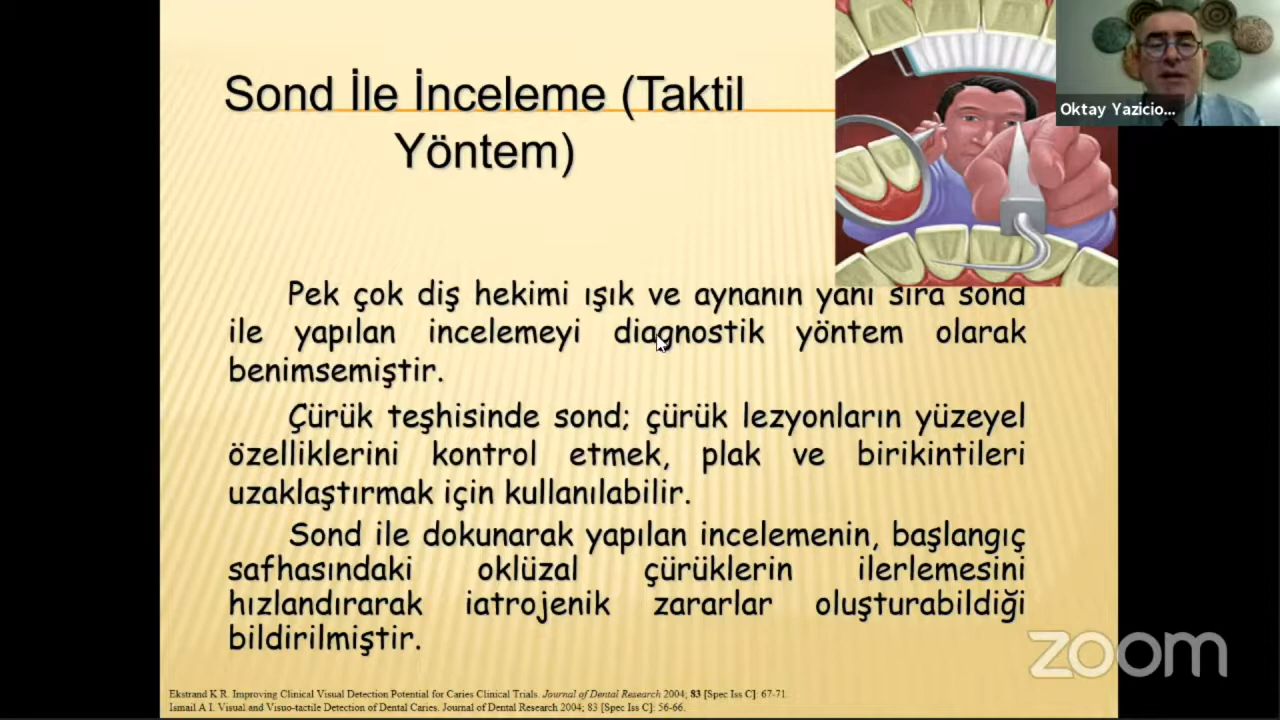 Sond İle İnceleme (Taktil
Yöntem)
Oktay Yazicio...
Pek çok diş hekimi ışık ve aynanın yanı sıra sond
ile yapılan incelemeyi diagnostik yöntem olarak
benimsemiştir.
Çürük teşhisinde sond; çürük lezyonların yüzeyel
özelliklerini kontrol etmek, plak ve birikintileri
uzaklaştırmak için kullanılabilir.
Sond ile dokunarak yapılan incelemenin, başlangıç
safhasındaki oklüzal çürüklerin ilerlemesini
hızlandırarak iatrojenik zararlar oluşturabildiği
bildirilmiştir.
zoom
Ekstrand K R. Improving Clinical Visual Detection Potential for Caries Clinical Trials. Journal of Dental Research 2004; 83 [Spec Iss C]: 67-71.
Ismail A I. Visual and Visuo-tactile Detection of Dental Caries. Journal of Dental Research 2004; 83 [Spec Iss C]: 56-66.